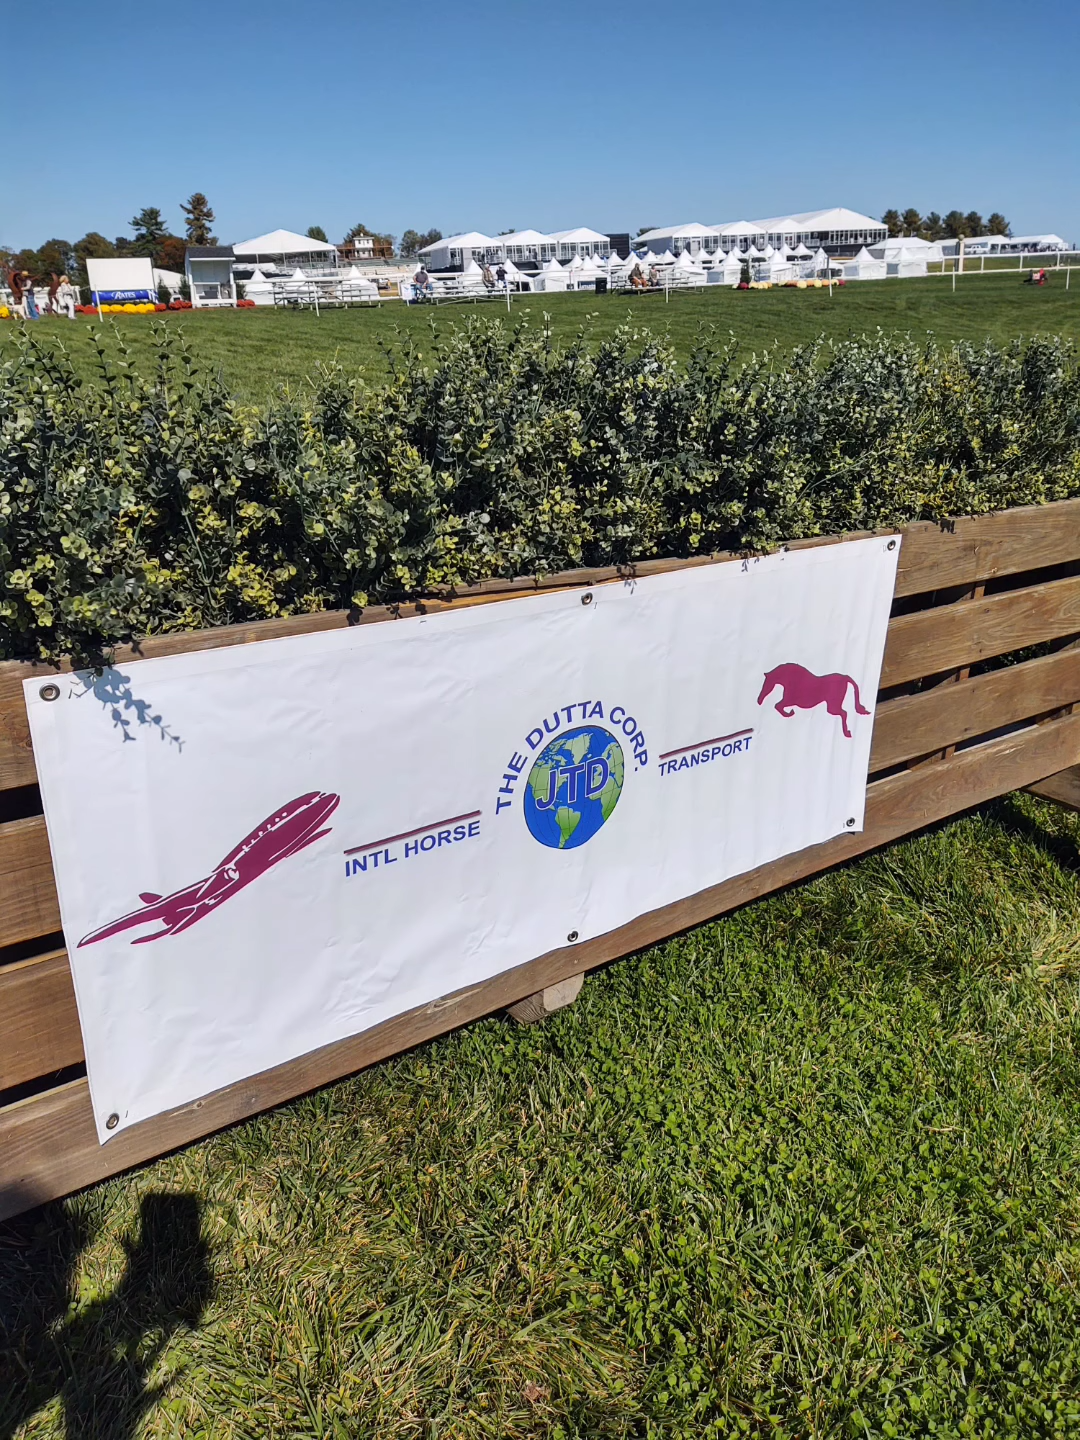 THE DUTTA CORP.
JTD
INTL HORSE
TRANSPORT